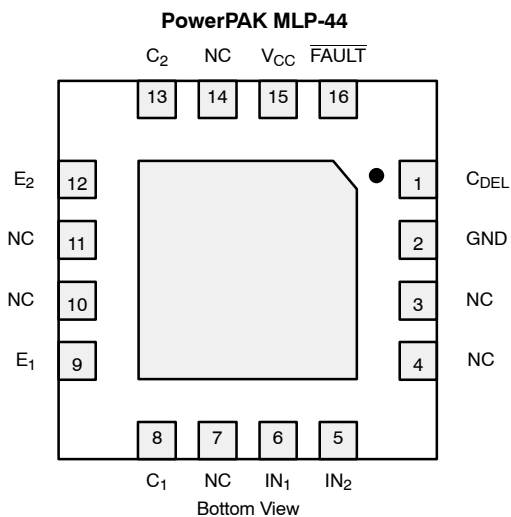 PowerPAK MLP-44
C2 NC VCC FAULT
13 14 15 16
E2 12 1 CDEL
NC 11 2 GND
NC 10 3 NC
E1 9 4 NC
8 7 6 5
C1 NC IN1 IN2
Bottom View